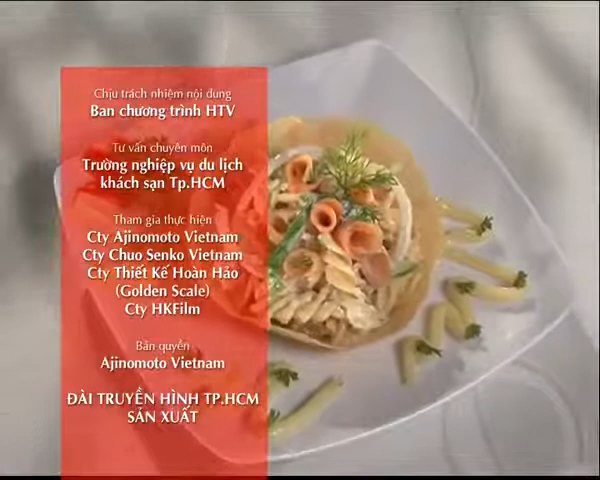 Chịu trách nhiệm nội dung
Ban chương trình HTV
Tư vấn chuyên môn
Trường nghiệp vụ du lịch
khách sạn Tp.HCM
Tham gia thực hiện
Cty Ajinomoto Vietnam
Cty Chuo Senko Vietnam
Cty Thiết Kế Hoàn Hảo
(Golden Scale)
Cty HKFilm
Bản quyền
Ajinomoto Vietnam
ĐÀI TRUYỀN HÌNH TP.HCM
SẢN XUẤT